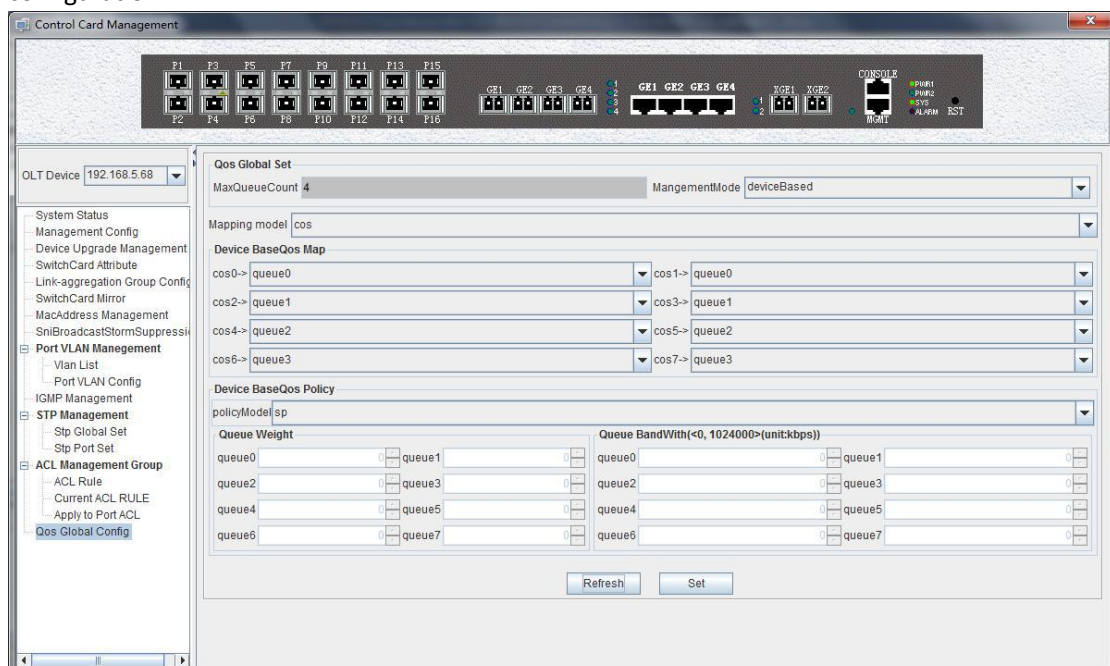 Control Card Management
P1 P3 P5 P7 P9 P11 P13 P15
P2 P4 P6 P8 P10 P12 P14 P16
GE1 GE2 GE3 GE4
1
2
3
4
GE1 GE2 GE3 GE4
XGE1 XGE2
1
2
CONSOLE
MGMT
PWR1
PWR2
SYS
ALARM
RST
OLT Device 192.168.5.68
System Status
Management Config
Device Upgrade Management
SwitchCard Attribute
Link-aggregation Group Config
SwitchCard Mirror
MacAddress Management
SniBroadcastStormSuppressi
Port VLAN Manegement
Vlan List
Port VLAN Config
IGMP Management
STP Management
Stp Global Set
Stp Port Set
ACL Management Group
ACL Rule
Current ACL RULE
Apply to Port ACL
Qos Global Config
Qos Global Set
MaxQueueCount 4 MangementMode deviceBased
Mapping model cos
Device BaseQos Map
cos0-> queue0 cos1-> queue0
cos2-> queue1 cos3-> queue1
cos4-> queue2 cos5-> queue2
cos6-> queue3 cos7-> queue3
Device BaseQos Policy
policyModel sp
Queue Weight
queue0 0 queue1 0
queue2 0 queue3 0
queue4 0 queue5 0
queue6 0 queue7 0
Queue BandWith(<0, 1024000>(unit:kbps))
queue0 0 queue1 0
queue2 0 queue3 0
queue4 0 queue5 0
queue6 0 queue7 0
Refresh Set